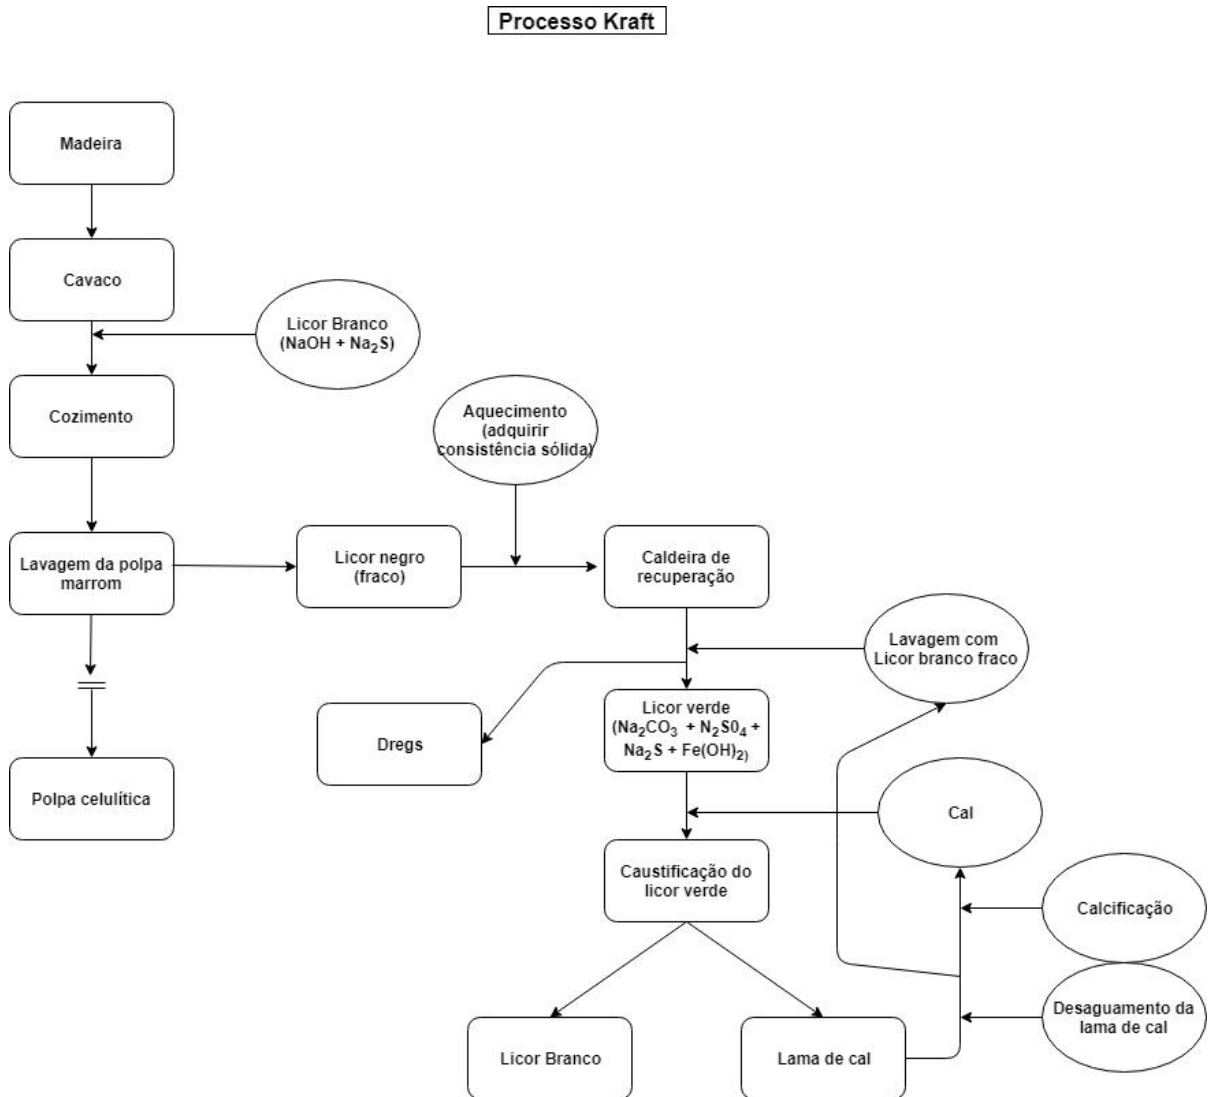 Processo Kraft
Madeira
Cavaco
Licor Branco
(NaOH + Na₂S)
Cozimento
Aquecimento
(adquirir
consistência sólida)
Lavagem da polpa
marrom
Licor negro
(fraco)
Caldeira de
recuperação
Lavagem com
Licor branco fraco
Licor verde
(Na₂CO₃ + N₂S0₄ +
Na₂S + Fe(OH)₂)
Dregs
Polpa celulítica
Cal
Caustificação do
licor verde
Calcificação
Desaguamento da
lama de cal
Licor Branco
Lama de cal